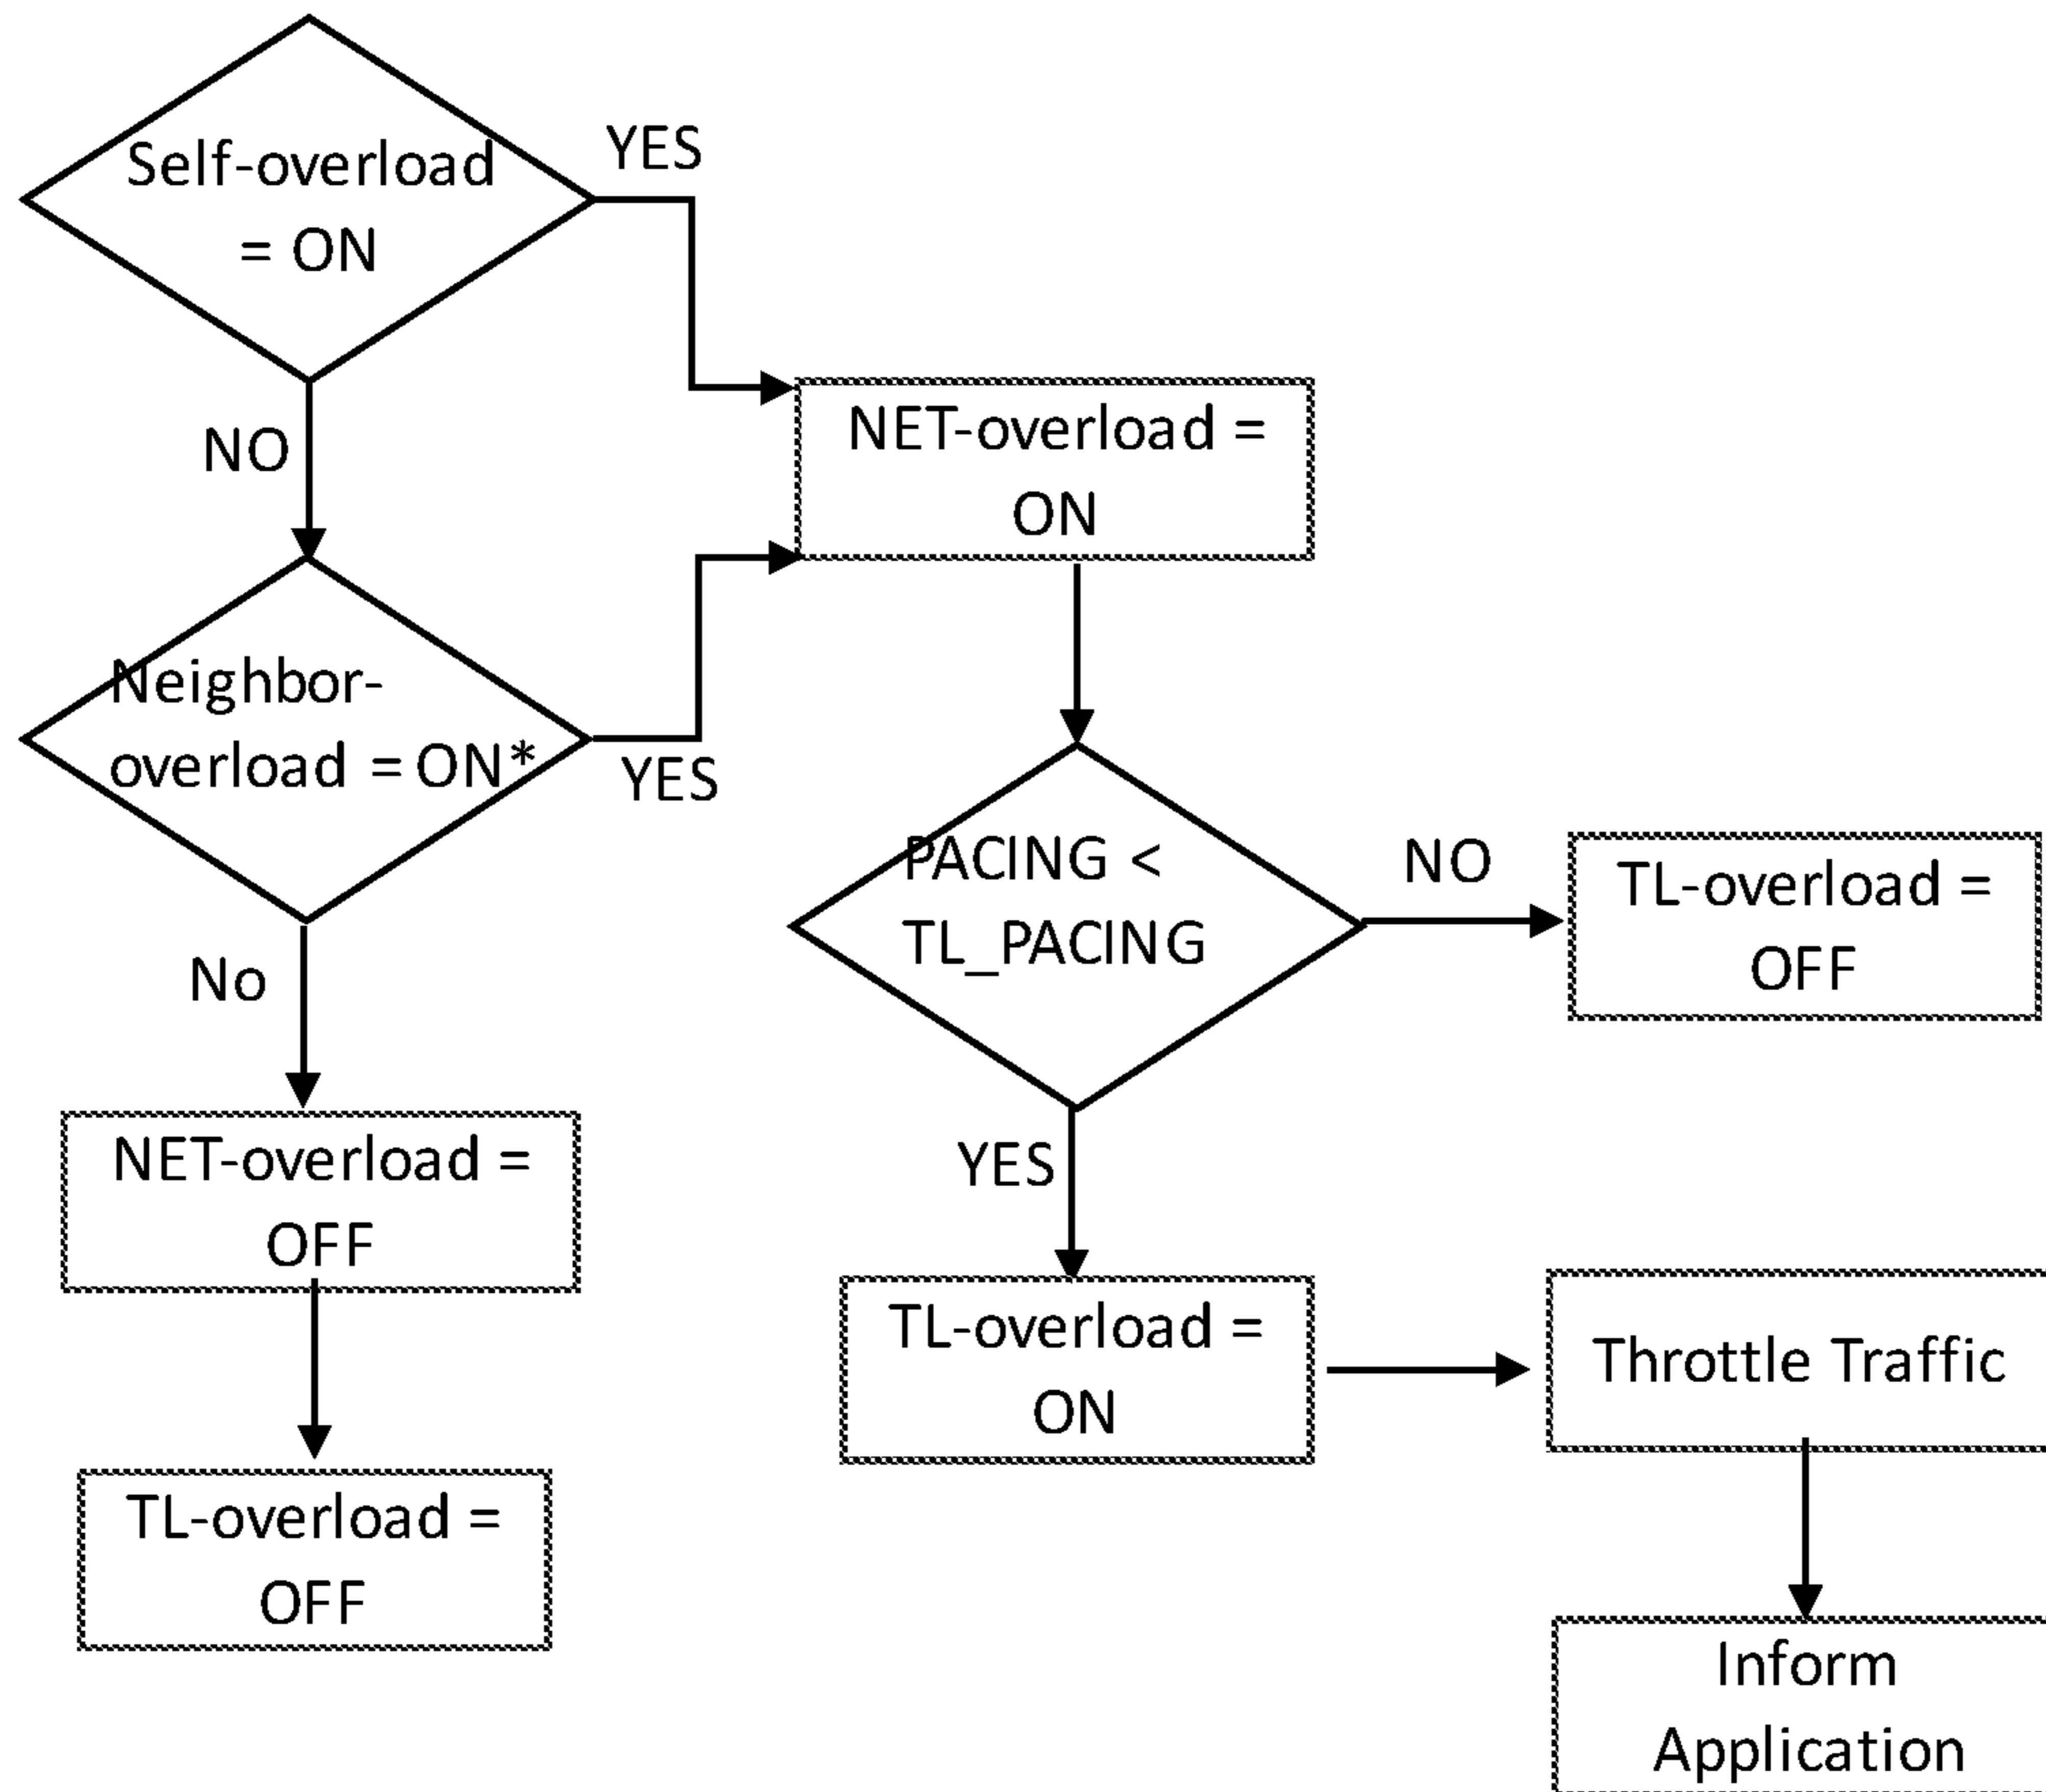 Self-overload
= ON
YES
NO
NET-overload =
ON
Neighbor-
overload = ON*
YES
PACING <
TL_PACING
NO
TL-overload =
OFF
No
NET-overload =
OFF
YES
TL-overload =
ON
Throttle Traffic
TL-overload =
OFF
Inform
Application